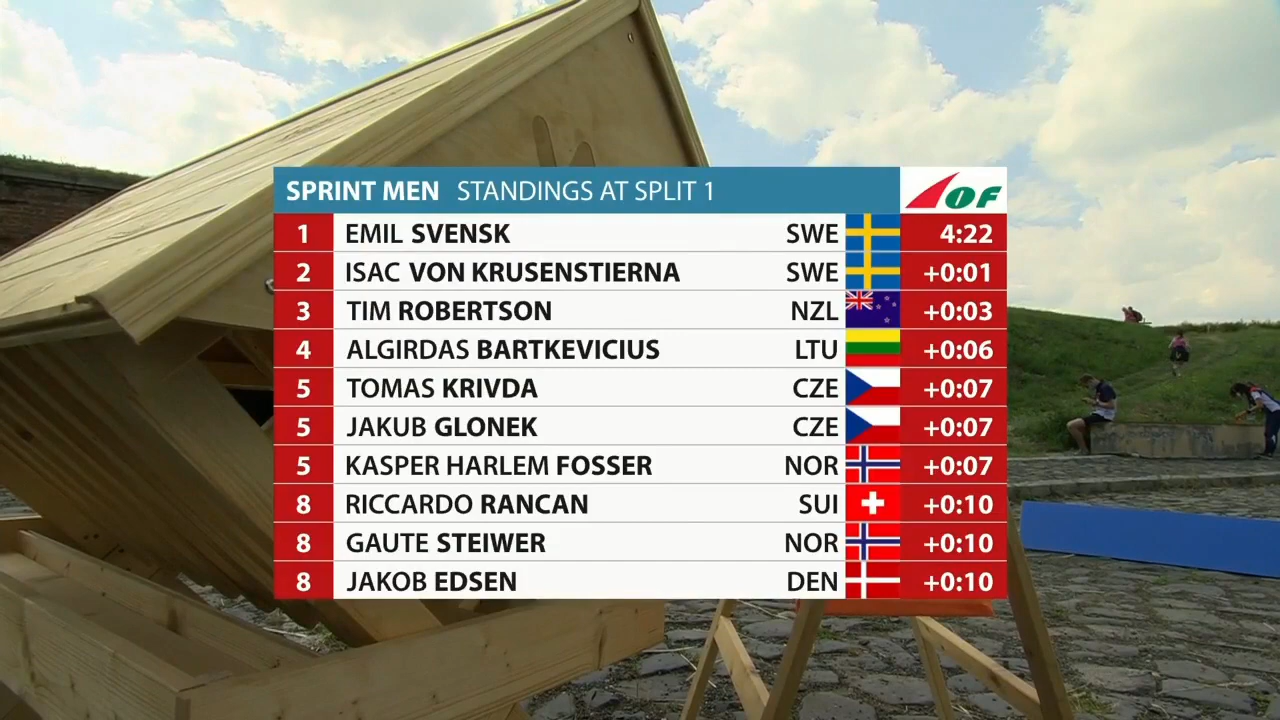 SPRINT MEN STANDINGS AT SPLIT 1 IOF
1 EMIL SVENSK SWE 4:22
2 ISAC VON KRUSENSTIERNA SWE +0:01
3 TIM ROBERTSON NZL +0:03
4 ALGIRDAS BARTKEVICIUS LTU +0:06
5 TOMAS KRIVDA CZE +0:07
5 JAKUB GLONEK CZE +0:07
5 KASPER HARLEM FOSSER NOR +0:07
8 RICCARDO RANCAN SUI +0:10
8 GAUTE STEIWER NOR +0:10
8 JAKOB EDSEN DEN +0:10